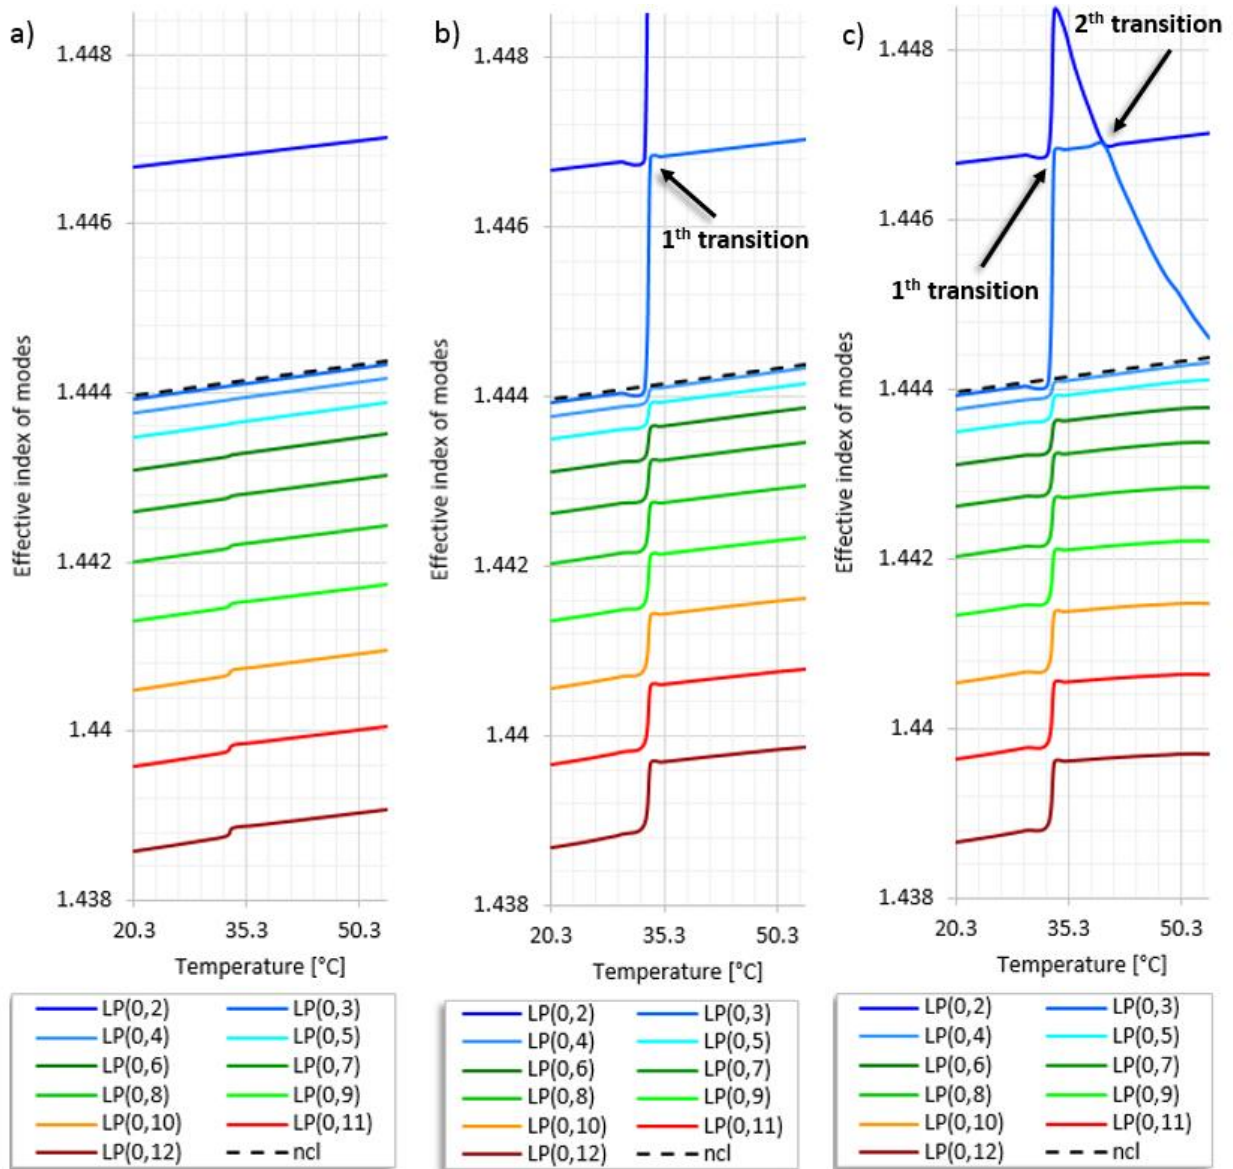 a)
1.448
1.446
1.444
1.442
1.44
1.438
Effective index of modes
20.3 35.3 50.3
Temperature [°C]
LP(0,2) LP(0,3)
LP(0,4) LP(0,5)
LP(0,6) LP(0,7)
LP(0,8) LP(0,9)
LP(0,10) LP(0,11)
LP(0,12) ncl
b)
1.448
1.446
1.444
1.442
1.44
1.438
Effective index of modes
1th transition
20.3 35.3 50.3
Temperature [°C]
LP(0,2) LP(0,3)
LP(0,4) LP(0,5)
LP(0,6) LP(0,7)
LP(0,8) LP(0,9)
LP(0,10) LP(0,11)
LP(0,12) ncl
c)
2th transition
1.448
1.446
1th transition
1.444
1.442
1.44
1.438
Effective index of modes
20.3 35.3 50.3
Temperature [°C]
LP(0,2) LP(0,3)
LP(0,4) LP(0,5)
LP(0,6) LP(0,7)
LP(0,8) LP(0,9)
LP(0,10) LP(0,11)
LP(0,12) ncl